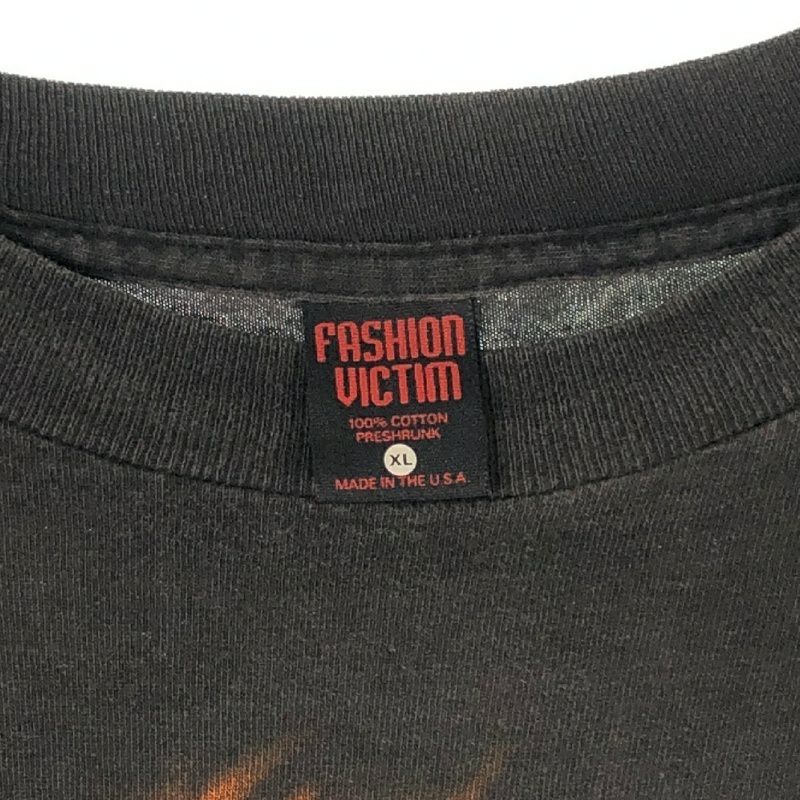 FASHION
VICTIM
100% COTTON
PRESHRUNK
XL
MADE IN THE U.S.A.